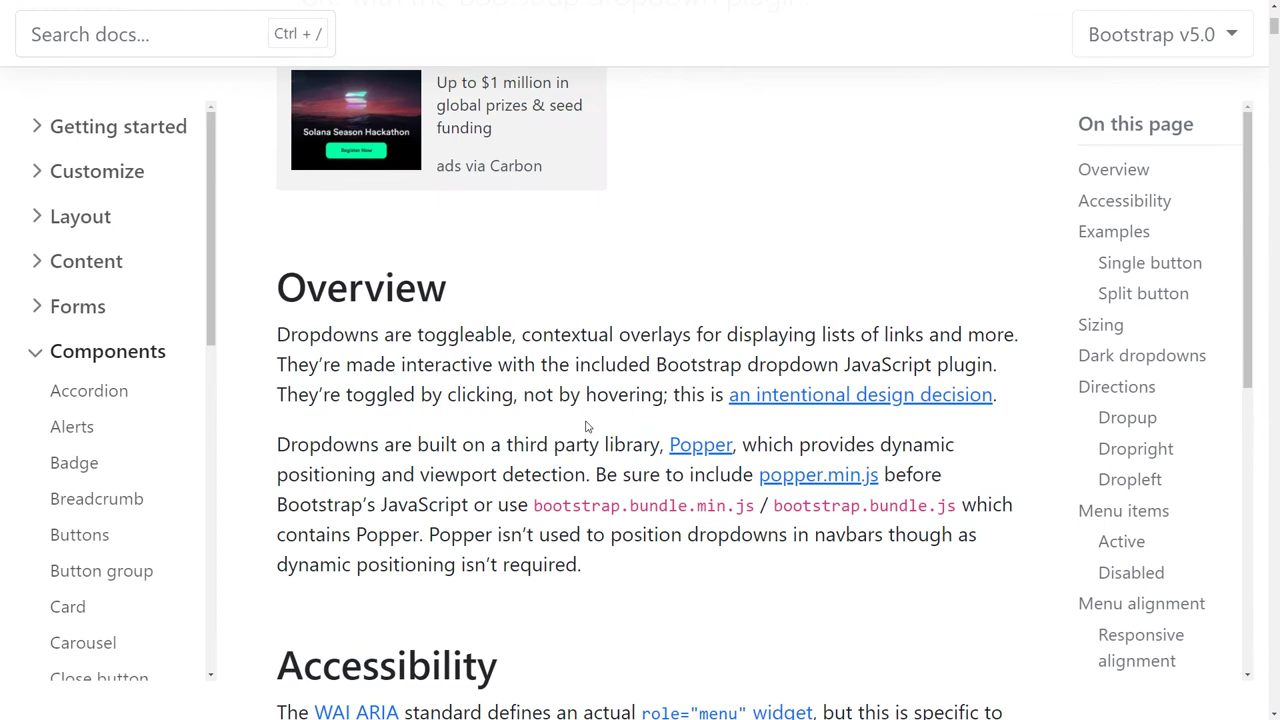 Search docs...
Ctrl + /
Bootstrap v5.0
Getting started
Customize
Layout
Content
Forms
Components
Accordion
Alerts
Badge
Breadcrumb
Buttons
Button group
Card
Carousel
Close button
Solana Season Hackathon
Register Now
Up to $1 million in
global prizes & seed
funding
ads via Carbon
Overview
Dropdowns are toggleable, contextual overlays for displaying lists of links and more.
They’re made interactive with the included Bootstrap dropdown JavaScript plugin.
They’re toggled by clicking, not by hovering; this is an intentional design decision.
Dropdowns are built on a third party library, Popper, which provides dynamic
positioning and viewport detection. Be sure to include popper.min.js before
Bootstrap’s JavaScript or use bootstrap.bundle.min.js / bootstrap.bundle.js which
contains Popper. Popper isn’t used to position dropdowns in navbars though as
dynamic positioning isn’t required.
Accessibility
The WAI ARIA standard defines an actual role="menu" widget, but this is specific to
On this page
Overview
Accessibility
Examples
Single button
Split button
Sizing
Dark dropdowns
Directions
Dropup
Dropright
Dropleft
Menu items
Active
Disabled
Menu alignment
Responsive
alignment